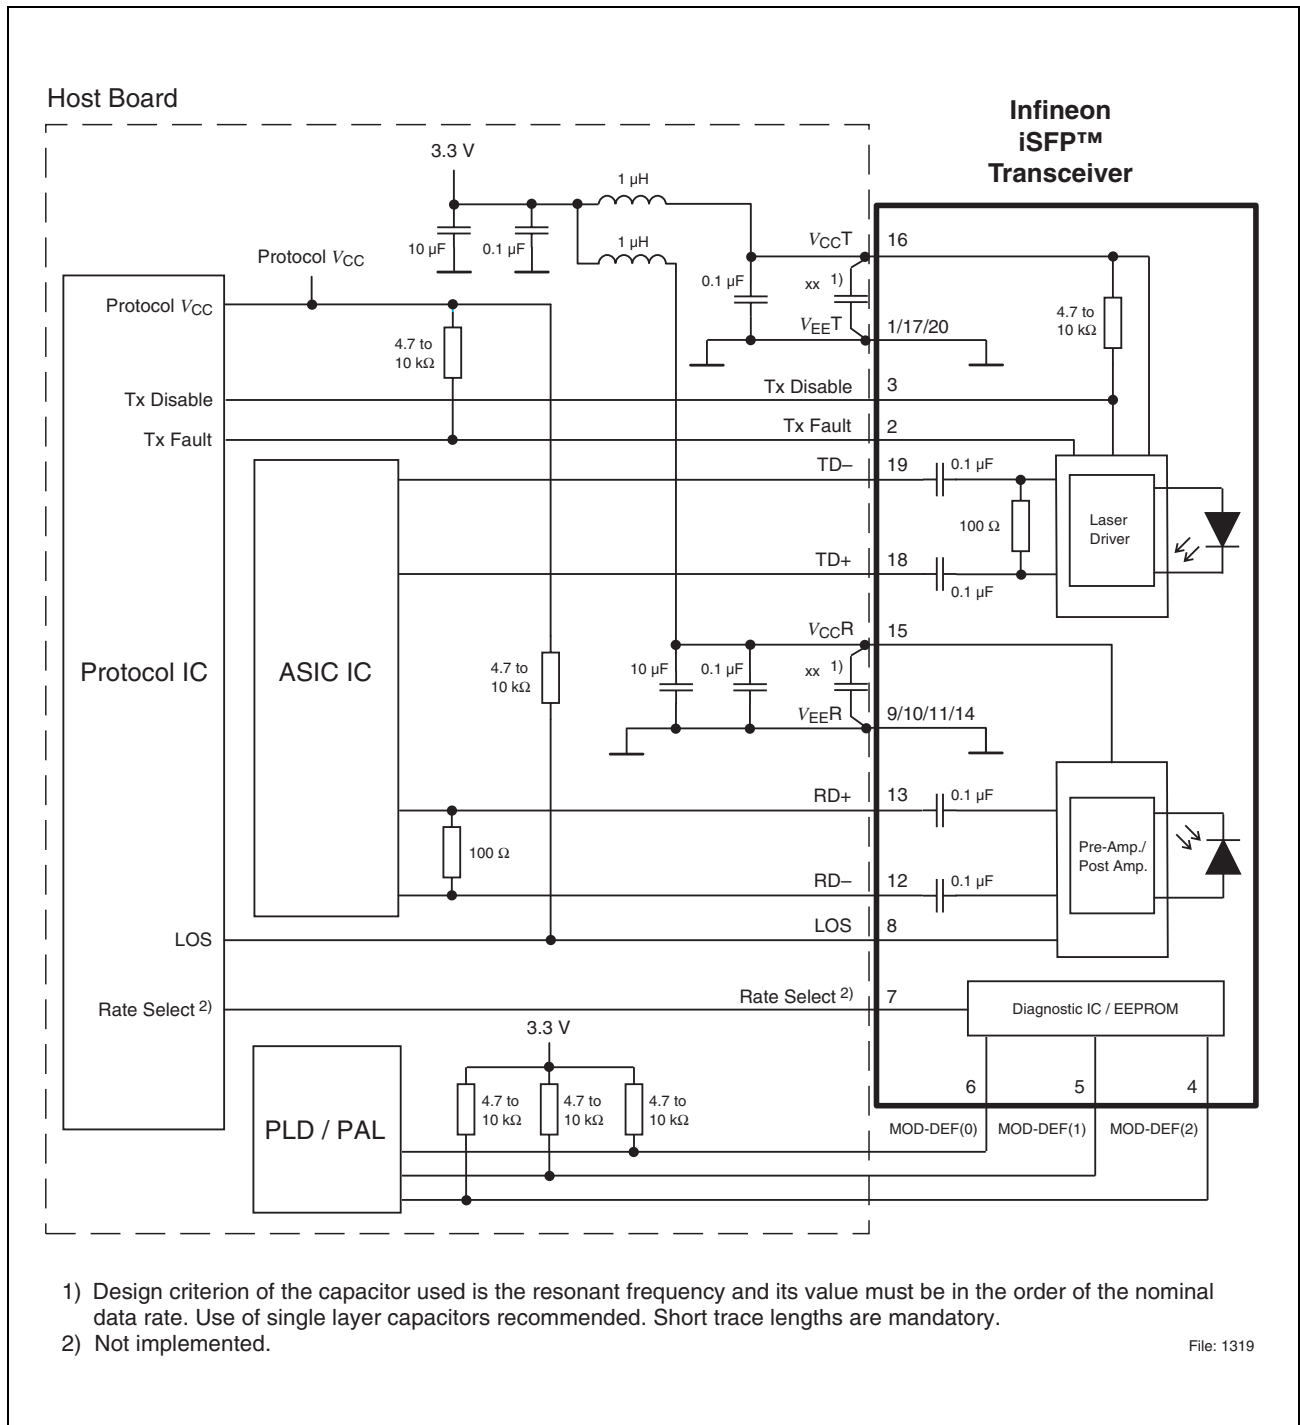 Host Board
Infineon
iSFP™
Transceiver
3.3 V
1 µH
10 µF
0.1 µF
1 µH
Protocol VCC
VCCT
16
0.1 µF
xx 1)
Protocol VCC
4.7 to
10 kΩ
VEET
1/17/20
4.7 to
10 kΩ
Tx Disable
Tx Disable
3
Tx Fault
Tx Fault
2
TD–
19
0.1 µF
100 Ω
Laser
Driver
TD+
18
0.1 µF
VCCR
15
Protocol IC
ASIC IC
4.7 to
10 kΩ
10 µF
0.1 µF
xx 1)
VEER
9/10/11/14
RD+
13
0.1 µF
100 Ω
Pre-Amp./
Post Amp.
RD–
12
0.1 µF
LOS
LOS
8
Rate Select 2)
Rate Select 2)
7
Diagnostic IC / EEPROM
3.3 V
PLD / PAL
4.7 to
10 kΩ
4.7 to
10 kΩ
4.7 to
10 kΩ
6
5
4
MOD-DEF(0)
MOD-DEF(1)
MOD-DEF(2)
1) Design criterion of the capacitor used is the resonant frequency and its value must be in the order of the nominal
data rate. Use of single layer capacitors recommended. Short trace lengths are mandatory.
2) Not implemented.
File: 1319